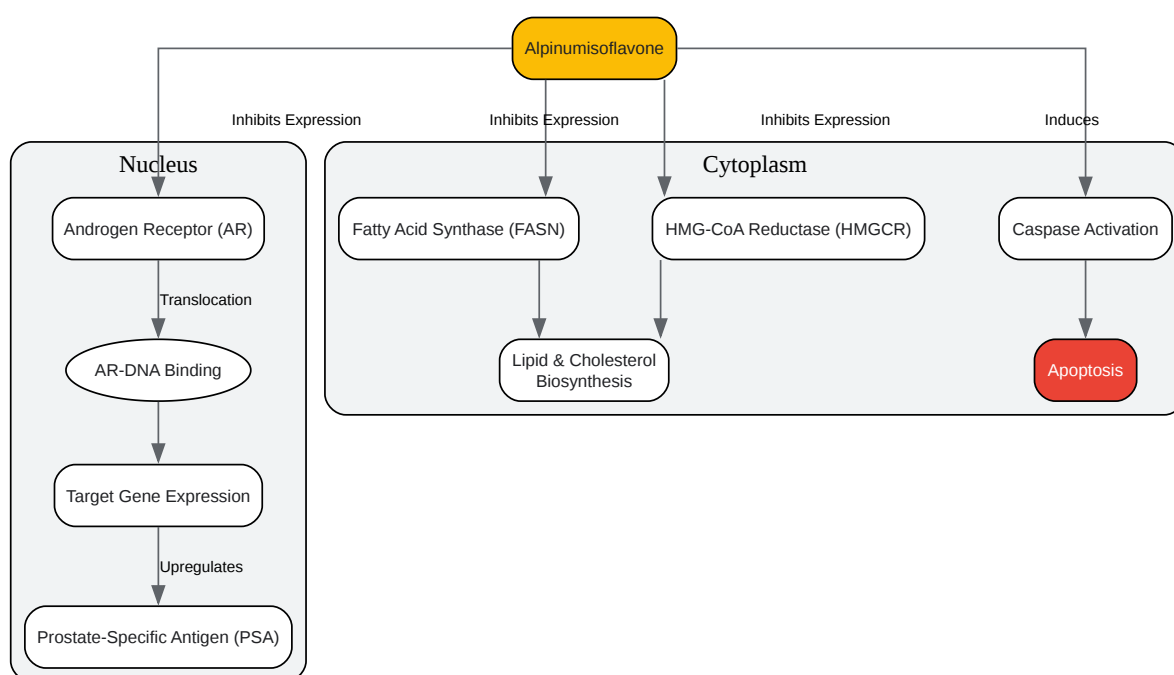 Alpinumisoflavone
Inhibits Expression
Inhibits Expression
Inhibits Expression
Induces
Nucleus
Cytoplasm
Androgen Receptor (AR)
Fatty Acid Synthase (FASN)
HMG-CoA Reductase (HMGCR)
Caspase Activation
Translocation
AR-DNA Binding
Lipid & Cholesterol
Biosynthesis
Apoptosis
Target Gene Expression
Upregulates
Prostate-Specific Antigen (PSA)